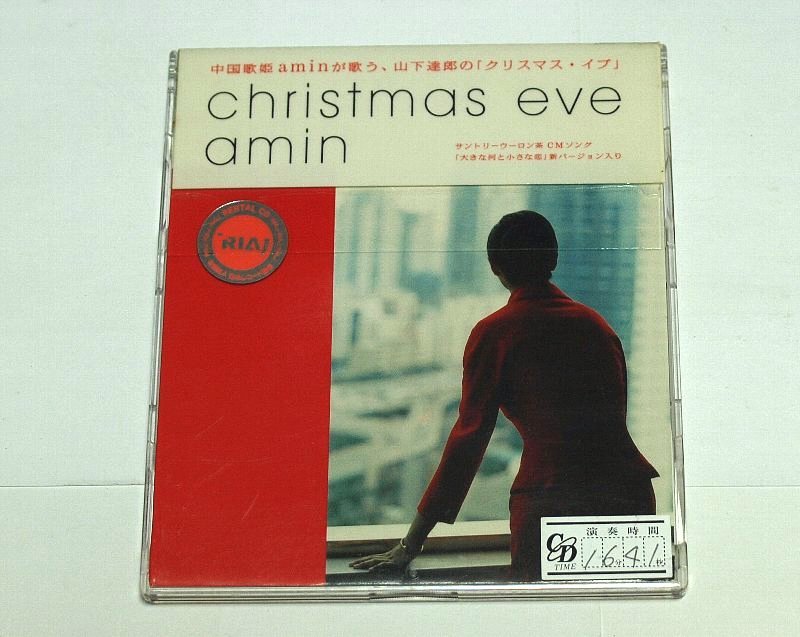 中国歌姫aminが歌う、山下達郎の「クリスマス・イブ」
christmas eve
amin
サントリーウーロン茶 CMソング
「大きな河と小さな恋」新バージョン入り
RIAJ
演奏時間
CD TIME 16分41秒